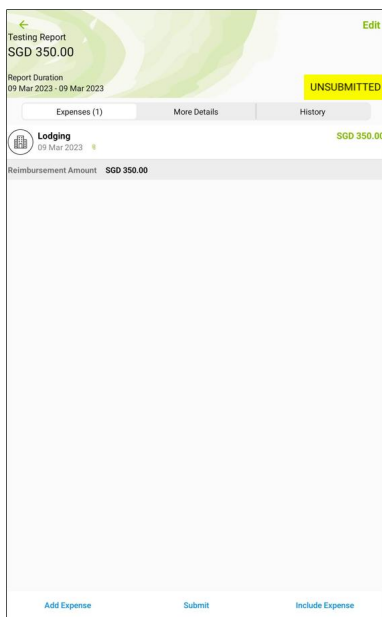 Edit
Testing Report
SGD 350.00
Report Duration
09 Mar 2023 - 09 Mar 2023
UNSUBMITTED
Expenses (1) More Details History
Lodging SGD 350.00
09 Mar 2023
Reimbursement Amount SGD 350.00
Add Expense Submit Include Expense